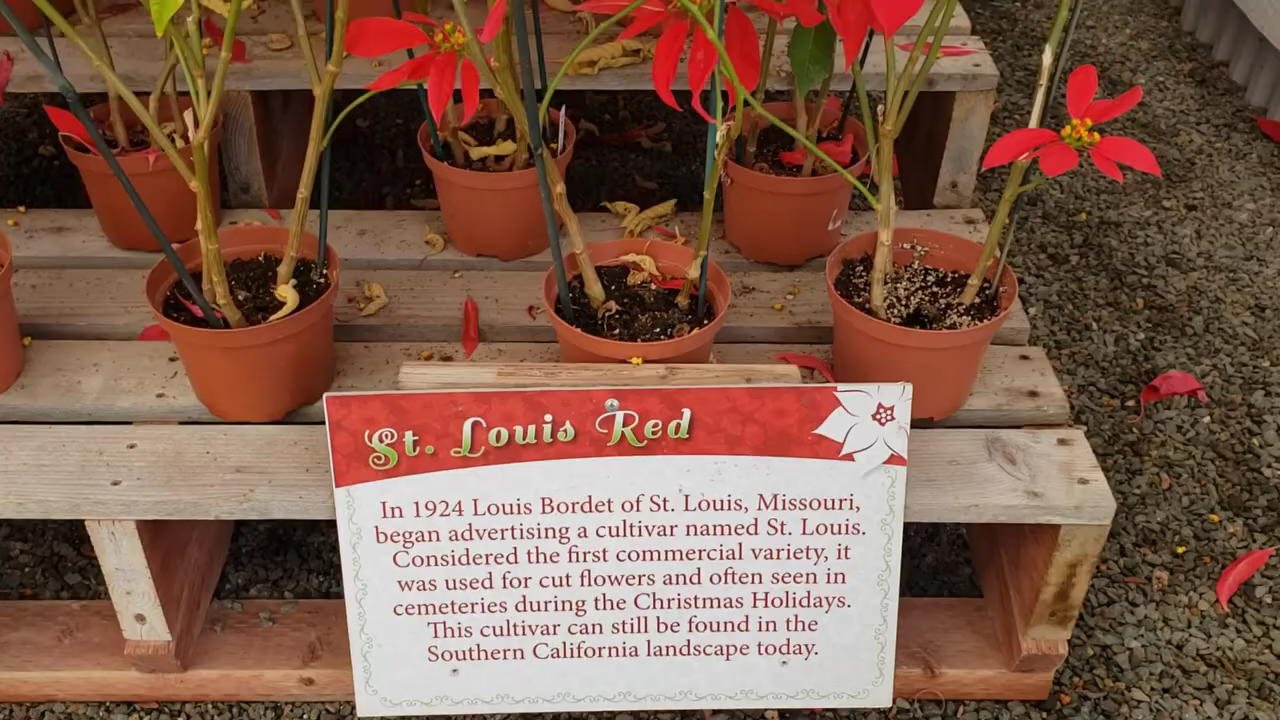 St. Louis Red
In 1924 Louis Bordet of St. Louis, Missouri,
began advertising a cultivar named St. Louis.
Considered the first commercial variety, it
was used for cut flowers and often seen in
cemeteries during the Christmas Holidays.
This cultivar can still be found in the
Southern California landscape today.